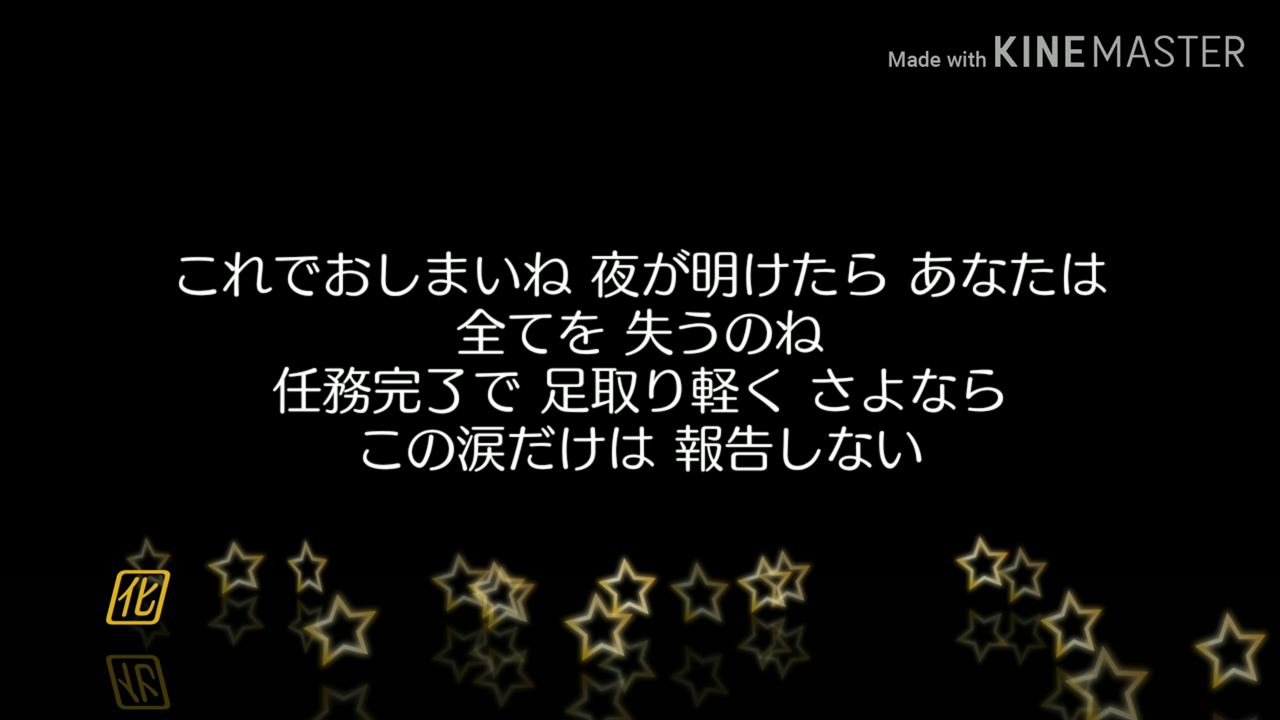 Made with KINEMASTER
これでおしまいね 夜が明けたら あなたは
全てを 失うのね
任務完了で 足取り軽く さよなら
この涙だけは 報告しない
化